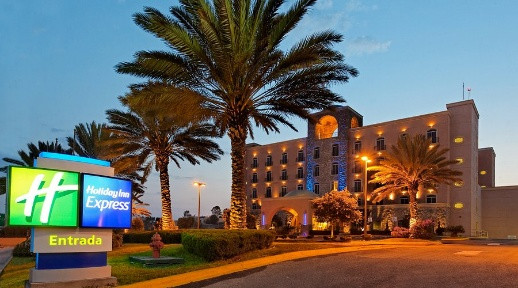 H
Holiday Inn
Express
Entrada